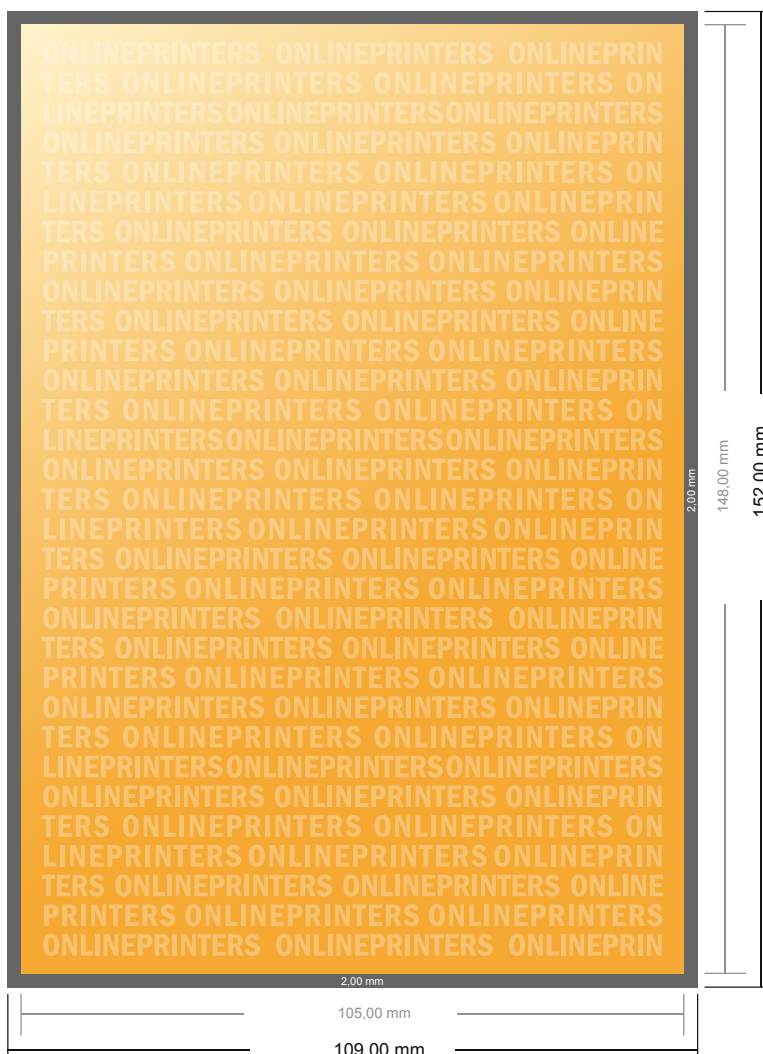 ONLINEPRINTERS ONLINEPRINTERS ONLINEPRIN
TERS ONLINEPRINTERS ONLINEPRINTERS ON
LINEPRINTERSONLINEPRINTERSONLINEPRINTERS
ONLINEPRINTERS ONLINEPRINTERS ONLINEPRIN
TERS ONLINEPRINTERS ONLINEPRINTERS ON
LINEPRINTERS ONLINEPRINTERS ONLINEPRIN
TERS ONLINEPRINTERS ONLINEPRINTERS ONLINE
PRINTERS ONLINEPRINTERS ONLINEPRINTERS
ONLINEPRINTERS ONLINEPRINTERS ONLINEPRIN
TERS ONLINEPRINTERS ONLINEPRINTERS ONLINE
PRINTERS ONLINEPRINTERS ONLINEPRINTERS
ONLINEPRINTERS ONLINEPRINTERS ONLINEPRIN
TERS ONLINEPRINTERS ONLINEPRINTERS ON
LINEPRINTERSONLINEPRINTERSONLINEPRINTERS
ONLINEPRINTERS ONLINEPRINTERS ONLINEPRIN
TERS ONLINEPRINTERS ONLINEPRINTERS ON
LINEPRINTERS ONLINEPRINTERS ONLINEPRIN
TERS ONLINEPRINTERS ONLINEPRINTERS ONLINE
PRINTERS ONLINEPRINTERS ONLINEPRINTERS
ONLINEPRINTERS ONLINEPRINTERS ONLINEPRIN
TERS ONLINEPRINTERS ONLINEPRINTERS ONLINE
PRINTERS ONLINEPRINTERS ONLINEPRINTERS
ONLINEPRINTERS ONLINEPRINTERS ONLINEPRIN
TERS ONLINEPRINTERS ONLINEPRINTERS ON
LINEPRINTERSONLINEPRINTERSONLINEPRINTERS
ONLINEPRINTERS ONLINEPRINTERS ONLINEPRIN
TERS ONLINEPRINTERS ONLINEPRINTERS ON
LINEPRINTERS ONLINEPRINTERS ONLINEPRIN
TERS ONLINEPRINTERS ONLINEPRINTERS ONLINE
PRINTERS ONLINEPRINTERS ONLINEPRINTERS
ONLINEPRINTERS ONLINEPRINTERS ONLINEPRIN
2,00 mm
148,00 mm
152,00 mm
2,00 mm
105,00 mm
109,00 mm